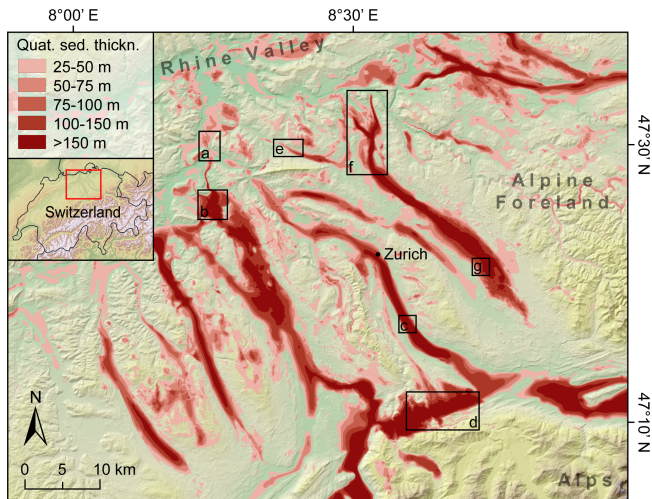 8°00' E
8°30' E
Quat. sed. thickn.
25-50 m
50-75 m
75-100 m
100-150 m
>150 m
Rhine Valley
47°30' N
a
e
f
b
Alpine
Foreland
Switzerland
Zurich
g
c
d
47°10' N
N
0 5 10 km
Alps